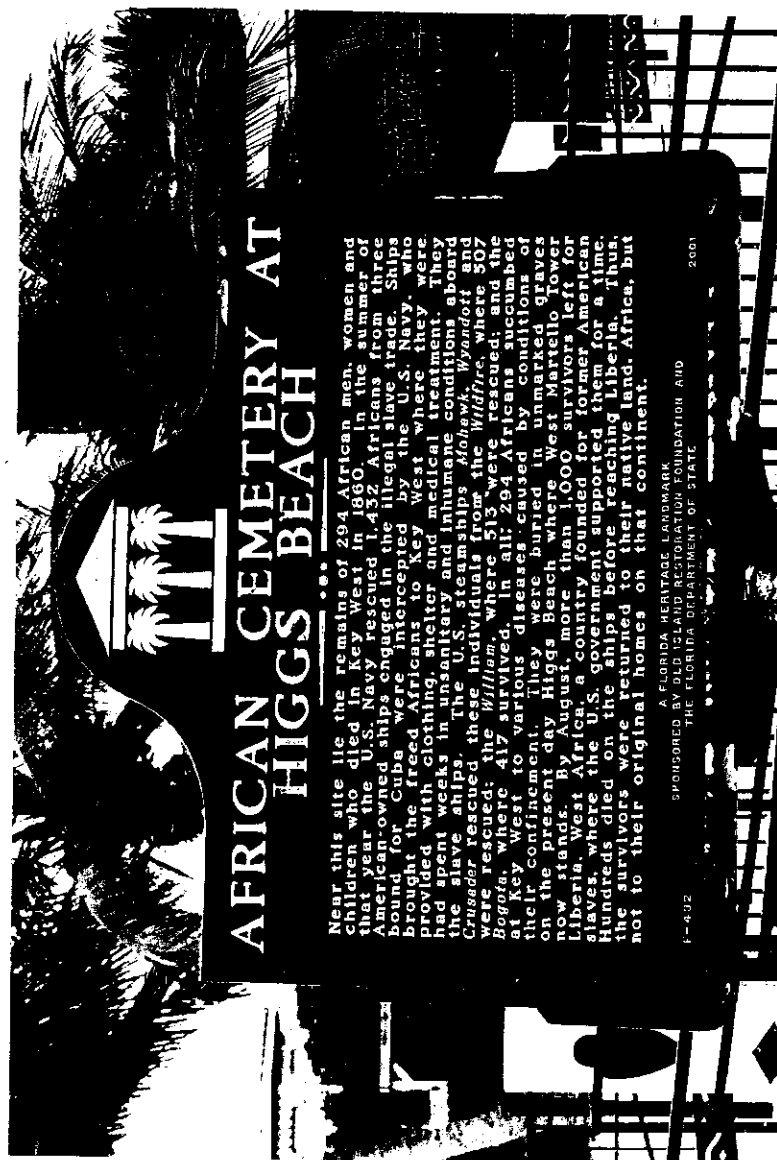 AFRICAN CEMETERY AT
HIGGS BEACH
Near this site lie the remains of 294 African men, women and
children who died in Key West in 1860. In the summer of
that year the U.S. Navy rescued 1,432 Africans from three
American-owned ships engaged in the illegal slave trade. Ships
bound for Cuba were intercepted by the U.S. Navy, who
brought the freed Africans to Key West where they were
provided with clothing, shelter and medical treatment. They
had spent weeks in unsanitary and inhumane conditions aboard
the slave ships. The U.S. steamships Mohawk, Wyandott and
Crusader rescued these individuals from the Wildfire, where 507
were rescued; the William, where 513 were rescued; and the
Bogota, where 417 survived. In all, 294 Africans succumbed
at Key West to various diseases caused by conditions of
their confinement. They were buried in unmarked graves
on the present day Higgs Beach where West Martello Tower
now stands. By August, more than 1,000 survivors left for
Liberia, West Africa, a country founded for former American
slaves, where the U.S. government supported them for a time.
Hundreds died on the ships before reaching Liberia. Thus,
the survivors were returned to their native land, Africa, but
not to their original homes on that continent.
A FLORIDA HERITAGE LANDMARK
SPONSORED BY OLD ISLAND RESTORATION FOUNDATION AND
F-432 THE FLORIDA DEPARTMENT OF STATE 2001